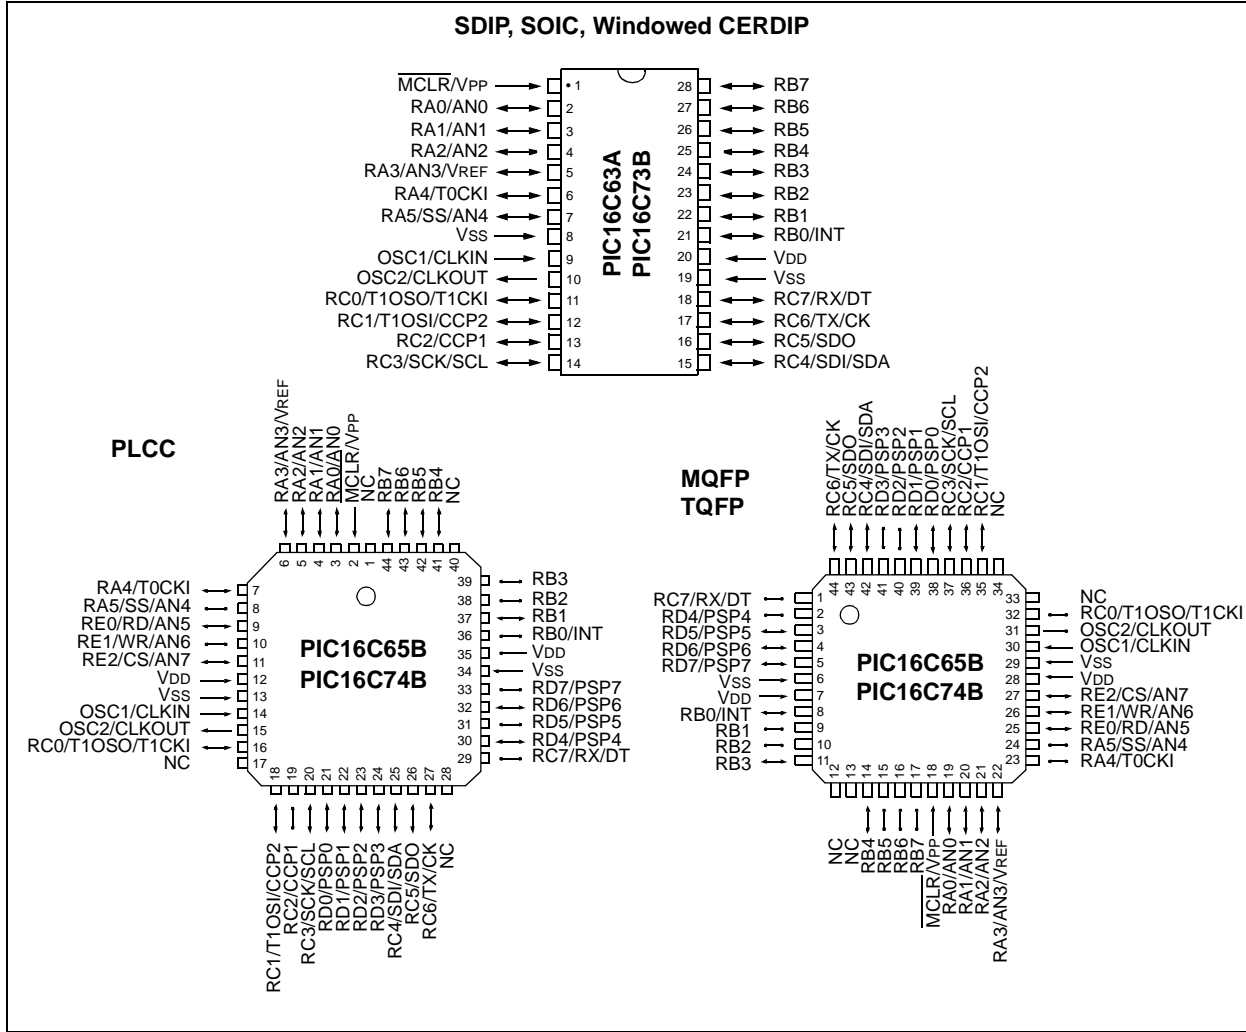 SDIP, SOIC, Windowed CERDIP
MCLR/VPP • 1 28 RB7
RA0/AN0 2 27 RB6
RA1/AN1 3 26 RB5
RA2/AN2 4 25 RB4
RA3/AN3/VREF 5 24 RB3
RA4/T0CKI 6 23 RB2
RA5/SS/AN4 7 22 RB1
VSS 8 21 RB0/INT
OSC1/CLKIN 9 20 VDD
OSC2/CLKOUT 10 19 VSS
RC0/T1OSO/T1CKI 11 18 RC7/RX/DT
RC1/T1OSI/CCP2 12 17 RC6/TX/CK
RC2/CCP1 13 16 RC5/SDO
RC3/SCK/SCL 14 15 RC4/SDI/SDA
PIC16C63A
PIC16C73B
PLCC
RA3/AN3/VREF 6
RA2/AN2 5
RA1/AN1 4
RA0/AN0 3
MCLR/VPP 2
NC 1
RB7 44
RB6 43
RB5 42
RB4 41
NC 40
RA4/T0CKI 7
RA5/SS/AN4 8
RE0/RD/AN5 9
RE1/WR/AN6 10
RE2/CS/AN7 11
VDD 12
VSS 13
OSC1/CLKIN 14
OSC2/CLKOUT 15
RC0/T1OSO/T1CKI 16
NC 17
PIC16C65B
PIC16C74B
39 RB3
38 RB2
37 RB1
36 RB0/INT
35 VDD
34 VSS
33 RD7/PSP7
32 RD6/PSP6
31 RD5/PSP5
30 RD4/PSP4
29 RC7/RX/DT
18 RC1/T1OSI/CCP2
19 RC2/CCP1
20 RC3/SCK/SCL
21 RD0/PSP0
22 RD1/PSP1
23 RD2/PSP2
24 RD3/PSP3
25 RC4/SDI/SDA
26 RC5/SDO
27 RC6/TX/CK
28 NC
MQFP
TQFP
RC6/TX/CK 44
RC5/SDO 43
RC4/SDI/SDA 42
RD3/PSP3 41
RD2/PSP2 40
RD1/PSP1 39
RD0/PSP0 38
RC3/SCK/SCL 37
RC2/CCP1 36
RC1/T1OSI/CCP2 35
NC 34
RC7/RX/DT 1
RD4/PSP4 2
RD5/PSP5 3
RD6/PSP6 4
RD7/PSP7 5
VSS 6
VDD 7
RB0/INT 8
RB1 9
RB2 10
RB3 11
PIC16C65B
PIC16C74B
33 NC
32 RC0/T1OSO/T1CKI
31 OSC2/CLKOUT
30 OSC1/CLKIN
29 VSS
28 VDD
27 RE2/CS/AN7
26 RE1/WR/AN6
25 RE0/RD/AN5
24 RA5/SS/AN4
23 RA4/T0CKI
12 NC
13 NC
14 RB4
15 RB5
16 RB6
17 RB7
18 MCLR/VPP
19 RA0/AN0
20 RA1/AN1
21 RA2/AN2
22 RA3/AN3/VREF